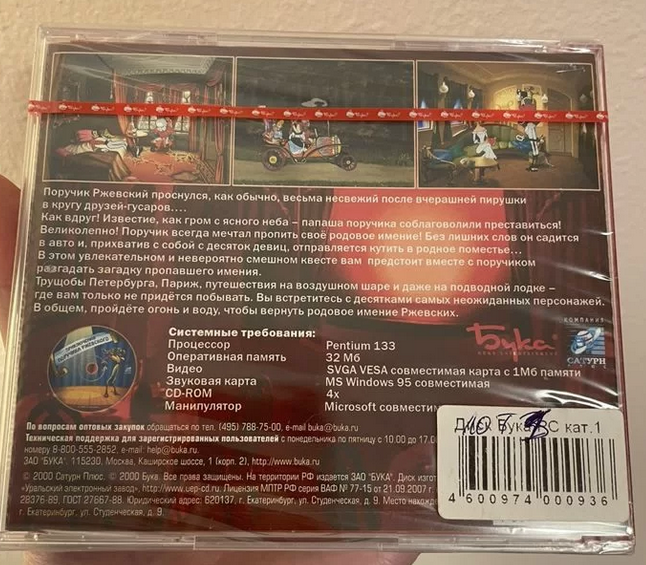 Поручик Ржевский проснулся, как обычно, весьма несвежий после вчерашней пирушки
в кругу друзей-гусаров....
Как вдруг! Известие, как гром с ясного неба – папаша поручика соблаговолили преставиться!
Великолепно! Поручик всегда мечтал пропить своё родовое имение! Без лишних слов он садится
в авто и, прихватив с собой с десяток девиц, отправляется кутить в родное поместье...
В этом увлекательном и невероятно смешном квесте вам предстоит вместе с поручиком
разгадать загадку пропавшего имения.
Трущобы Петербурга, Париж, путешествия на воздушном шаре и даже на подводной лодке –
где вам только не придётся побывать. Вы встретитесь с десятками самых неожиданных персонажей.
В общем, пройдёте огонь и воду, чтобы вернуть родовое имение Ржевских.
Системные требования:
Процессор Pentium 133
Оперативная память 32 Мб
Видео SVGA VESA совместимая карта с 1Мб памяти
Звуковая карта MS Windows 95 совместимая
CD-ROM 4x
Манипулятор Microsoft совместим
Бука
КОМПАНИЯ
САТУРН
По вопросам оптовых закупок обращаться по тел. (495) 788-75-00, e-mail buka@buka.ru
Техническая поддержка для зарегистрированных пользователей с понедельника по пятницу с 10.00 до 17.0
номеру 8-800-555-2852, e-mail: help@buka.ru.
ЗАО "БУКА", 115230, Москва, Каширское шоссе, 1 (корп. 2), http://www.buka.ru
© 2000 Сатурн Плюс. © 2000 Бука. Все права защищены. На территории РФ издается ЗАО "БУКА". Диск изгот
«Уральский электронный завод», http://www.uep-cd.ru. Лицензия МПТР РФ серия ВАФ № 77-15 от 21.09.2007 г.
28376-89, ГОСТ 27667-88. Юридический адрес: 620137, г. Екатеринбург, ул. Студенческая, д. 9. Место нахож
г. Екатеринбург, ул. Студенческая, д. 9.
Диск Бука PC кат.1
4 600974 000936